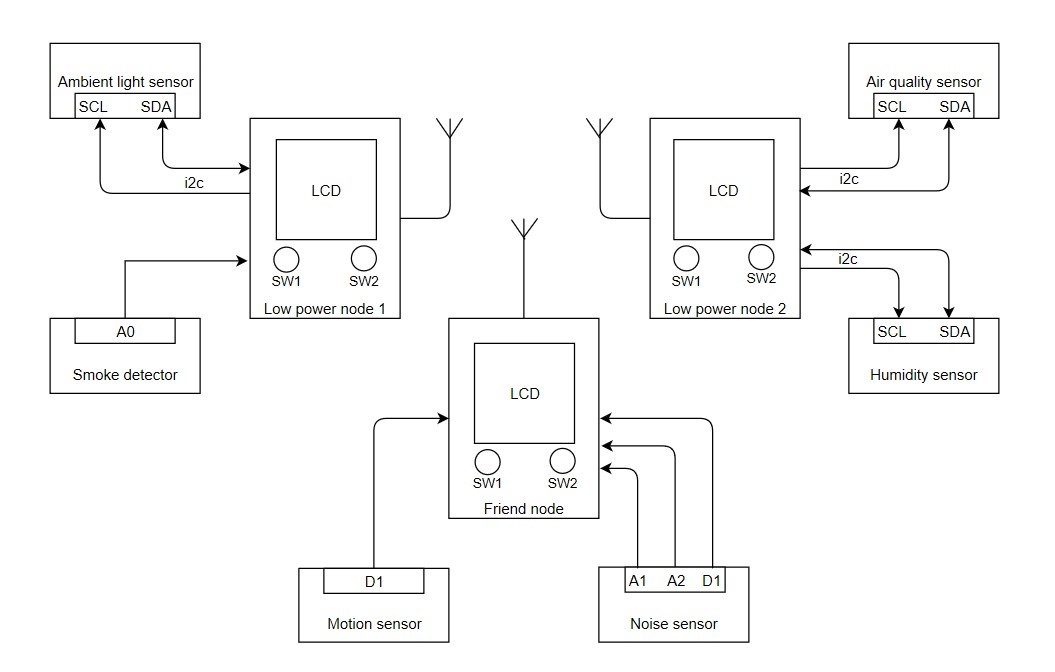 Ambient light sensor
SCL SDA
i2c
LCD
SW1 SW2
Low power node 1
A0
Smoke detector
Air quality sensor
SCL SDA
i2c
LCD
SW1 SW2
Low power node 2
i2c
SCL SDA
Humidity sensor
LCD
SW1 SW2
Friend node
D1
Motion sensor
A1 A2 D1
Noise sensor